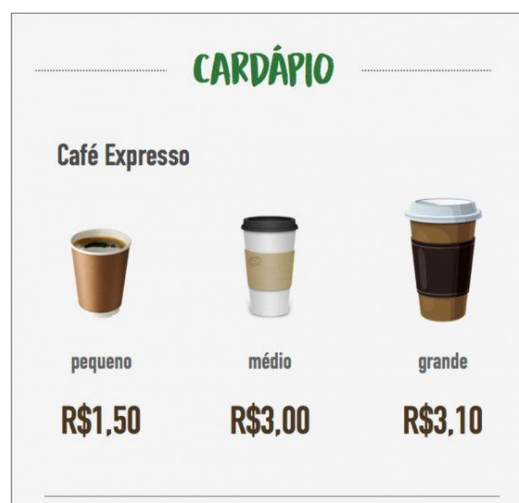 CARDÁPIO
Café Expresso
pequeno médio grande
R$1,50 R$3,00 R$3,10